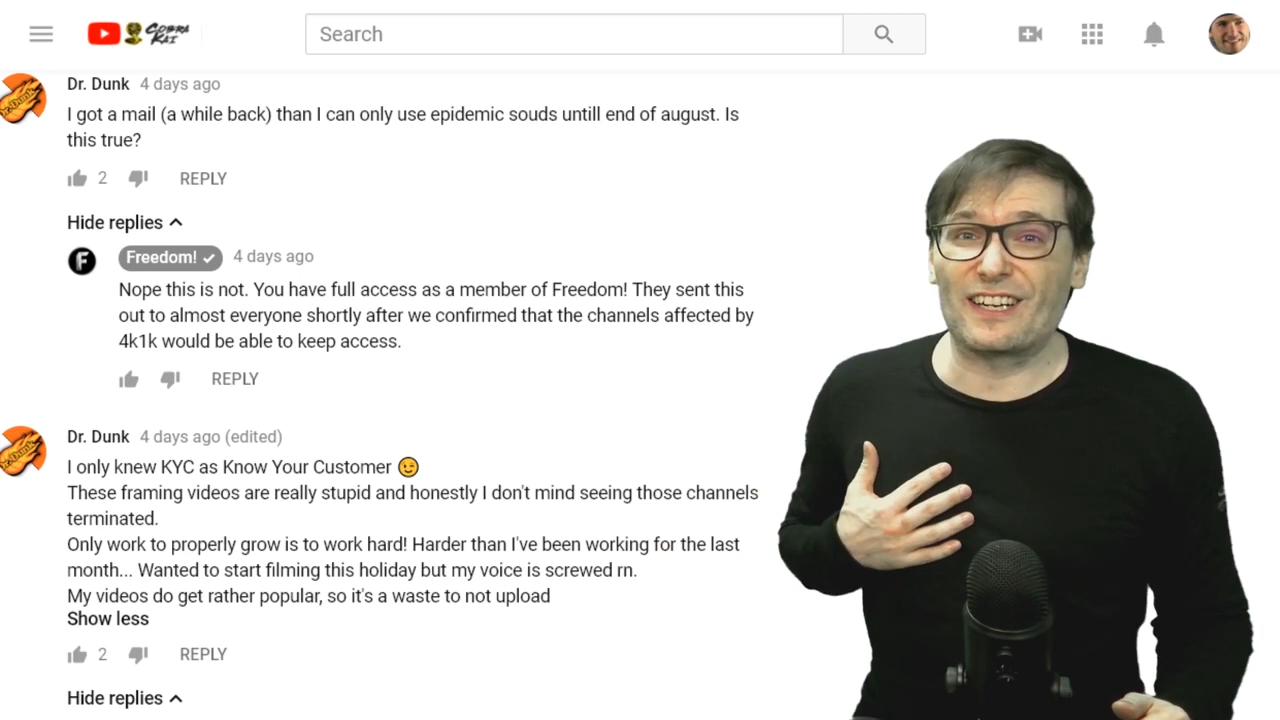 COBRA KAI
Search
Dr. Dunk 4 days ago
I got a mail (a while back) than I can only use epidemic souds untill end of august. Is
this true?
2 REPLY
Hide replies
F
Freedom! 4 days ago
Nope this is not. You have full access as a member of Freedom! They sent this
out to almost everyone shortly after we confirmed that the channels affected by
4k1k would be able to keep access.
REPLY
Dr. Dunk
Dr. Dunk 4 days ago (edited)
I only knew KYC as Know Your Customer 😉
These framing videos are really stupid and honestly I don't mind seeing those channels
terminated.
Only work to properly grow is to work hard! Harder than I've been working for the last
month... Wanted to start filming this holiday but my voice is screwed rn.
My videos do get rather popular, so it's a waste to not upload
Show less
2 REPLY
Hide replies